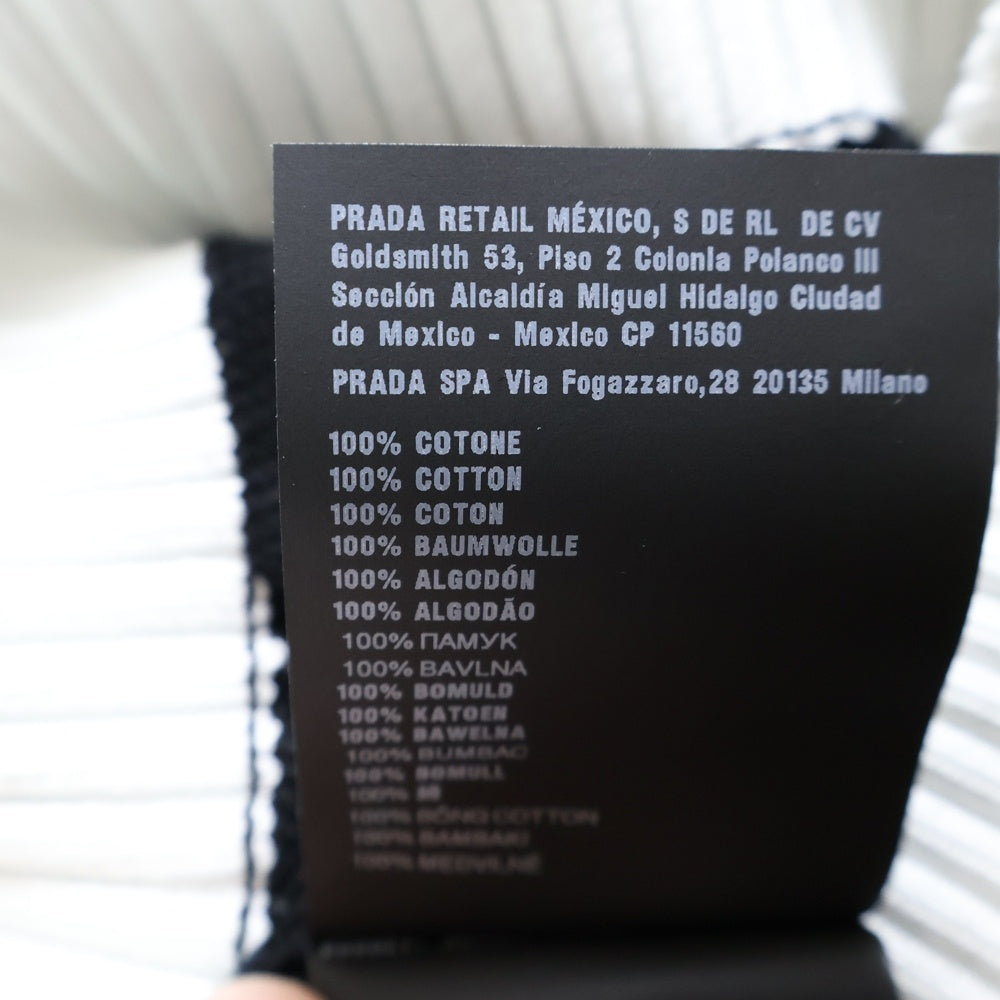 PRADA RETAIL MÉXICO, S DE RL DE CV
Goldsmith 53, Piso 2 Colonia Polanco III
Sección Alcaldía Miguel Hidalgo Ciudad
de Mexico - Mexico CP 11560
PRADA SPA Via Fogazzaro,28 20135 Milano
100% COTONE
100% COTTON
100% COTON
100% BAUMWOLLE
100% ALGODÓN
100% ALGODÃO
100% ПАМУК
100% BAVLNA
100% BOMULD
100% KATOEN
100% BAWELNA
100% BUMBAC
100% BOMULL
100%
100% BÔNG COTTON
100% BAMBAKI
100% MEDVILNĖ